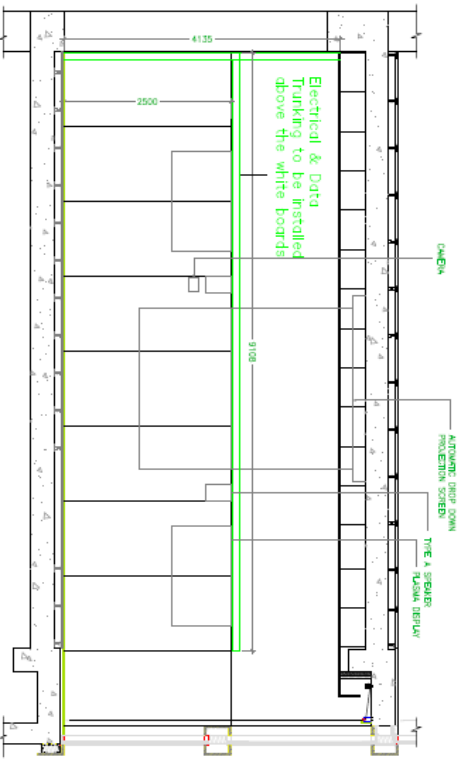 4135
2500
Electrical & Data
Trunking to be installed
above the white boards
9108
CAMERA
AUTOMATIC DROP DOWN
PROJECTION SCREEN
TYPE A SPEAKER
PLASMA DISPLAY